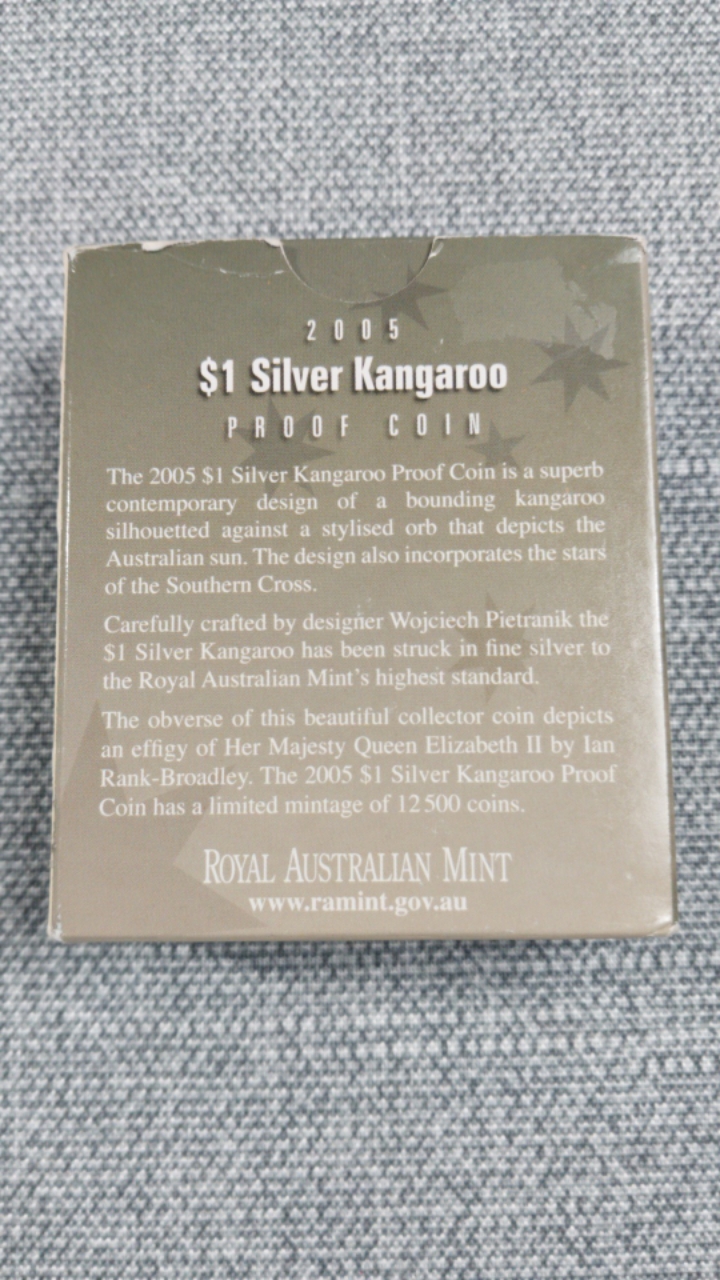 2005
$1 Silver Kangaroo
PROOF COIN
The 2005 $1 Silver Kangaroo Proof Coin is a superb
contemporary design of a bounding kangaroo
silhouetted against a stylised orb that depicts the
Australian sun. The design also incorporates the stars
of the Southern Cross.
Carefully crafted by designer Wojciech Pietranik the
$1 Silver Kangaroo has been struck in fine silver to
the Royal Australian Mint's highest standard.
The obverse of this beautiful collector coin depicts
an effigy of Her Majesty Queen Elizabeth II by Ian
Rank-Broadley. The 2005 $1 Silver Kangaroo Proof
Coin has a limited mintage of 12 500 coins.
ROYAL AUSTRALIAN MINT
www.ramint.gov.au